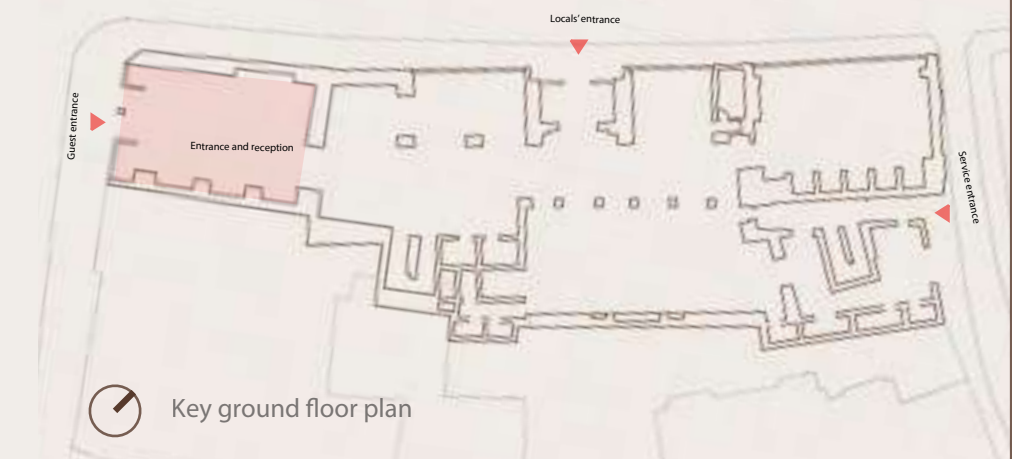 Locals' entrance
Guest entrance
Entrance and reception
Service entrance
Key ground floor plan